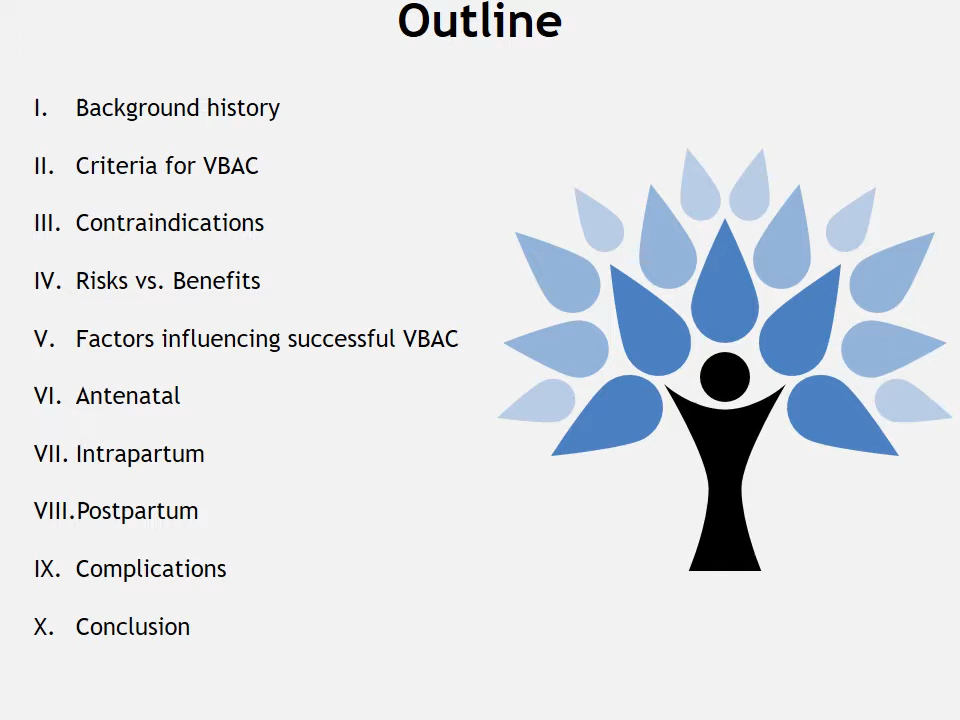 Outline
I. Background history
II. Criteria for VBAC
III. Contraindications
IV. Risks vs. Benefits
V. Factors influencing successful VBAC
VI. Antenatal
VII. Intrapartum
VIII.Postpartum
IX. Complications
X. Conclusion